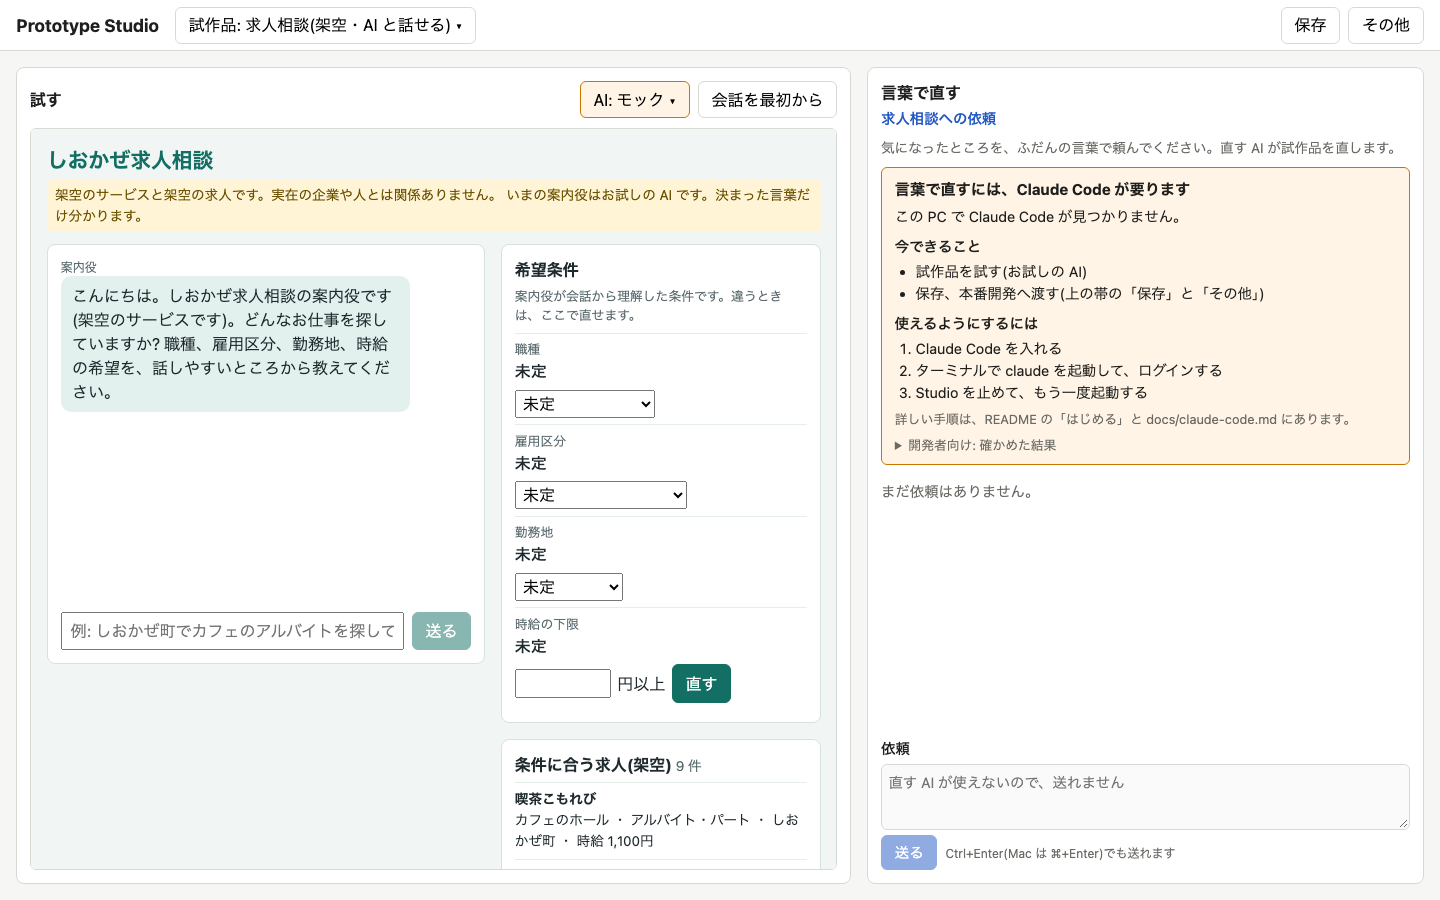 Prototype Studio
試作品: 求人相談(架空・AI と話せる) ▾
保存
その他
試す
AI: モック ▾
会話を最初から
しおかぜ求人相談
架空のサービスと架空の求人です。実在の企業や人とは関係ありません。 いまの案内役はお試しの AI です。決まった言葉だ
け分かります。
案内役
こんにちは。しおかぜ求人相談の案内役です
(架空のサービスです)。どんなお仕事を探し
ていますか? 職種、雇用区分、勤務地、時給
の希望を、話しやすいところから教えてくだ
さい。
例: しおかぜ町でカフェのアルバイトを探して
送る
希望条件
案内役が会話から理解した条件です。違うとき
は、ここで直せます。
職種
未定
未定
雇用区分
未定
未定
勤務地
未定
未定
時給の下限
未定
円以上
直す
条件に合う求人(架空) 9 件
喫茶こもれび
カフェのホール ・ アルバイト・パート ・ しお
かぜ町 ・ 時給 1,100円
言葉で直す
求人相談への依頼
気になったところを、ふだんの言葉で頼んでください。直す AI が試作品を直します。
言葉で直すには、Claude Code が要ります
この PC で Claude Code が見つかりません。
今できること
• 試作品を試す(お試しの AI)
• 保存、本番開発へ渡す(上の帯の「保存」と「その他」)
使えるようにするには
1. Claude Code を入れる
2. ターミナルで claude を起動して、ログインする
3. Studio を止めて、もう一度起動する
詳しい手順は、README の「はじめる」と docs/claude-code.md にあります。
▶ 開発者向け: 確かめた結果
まだ依頼はありません。
依頼
直す AI が使えないので、送れません
送る
Ctrl+Enter(Mac は ⌘+Enter)でも送れます